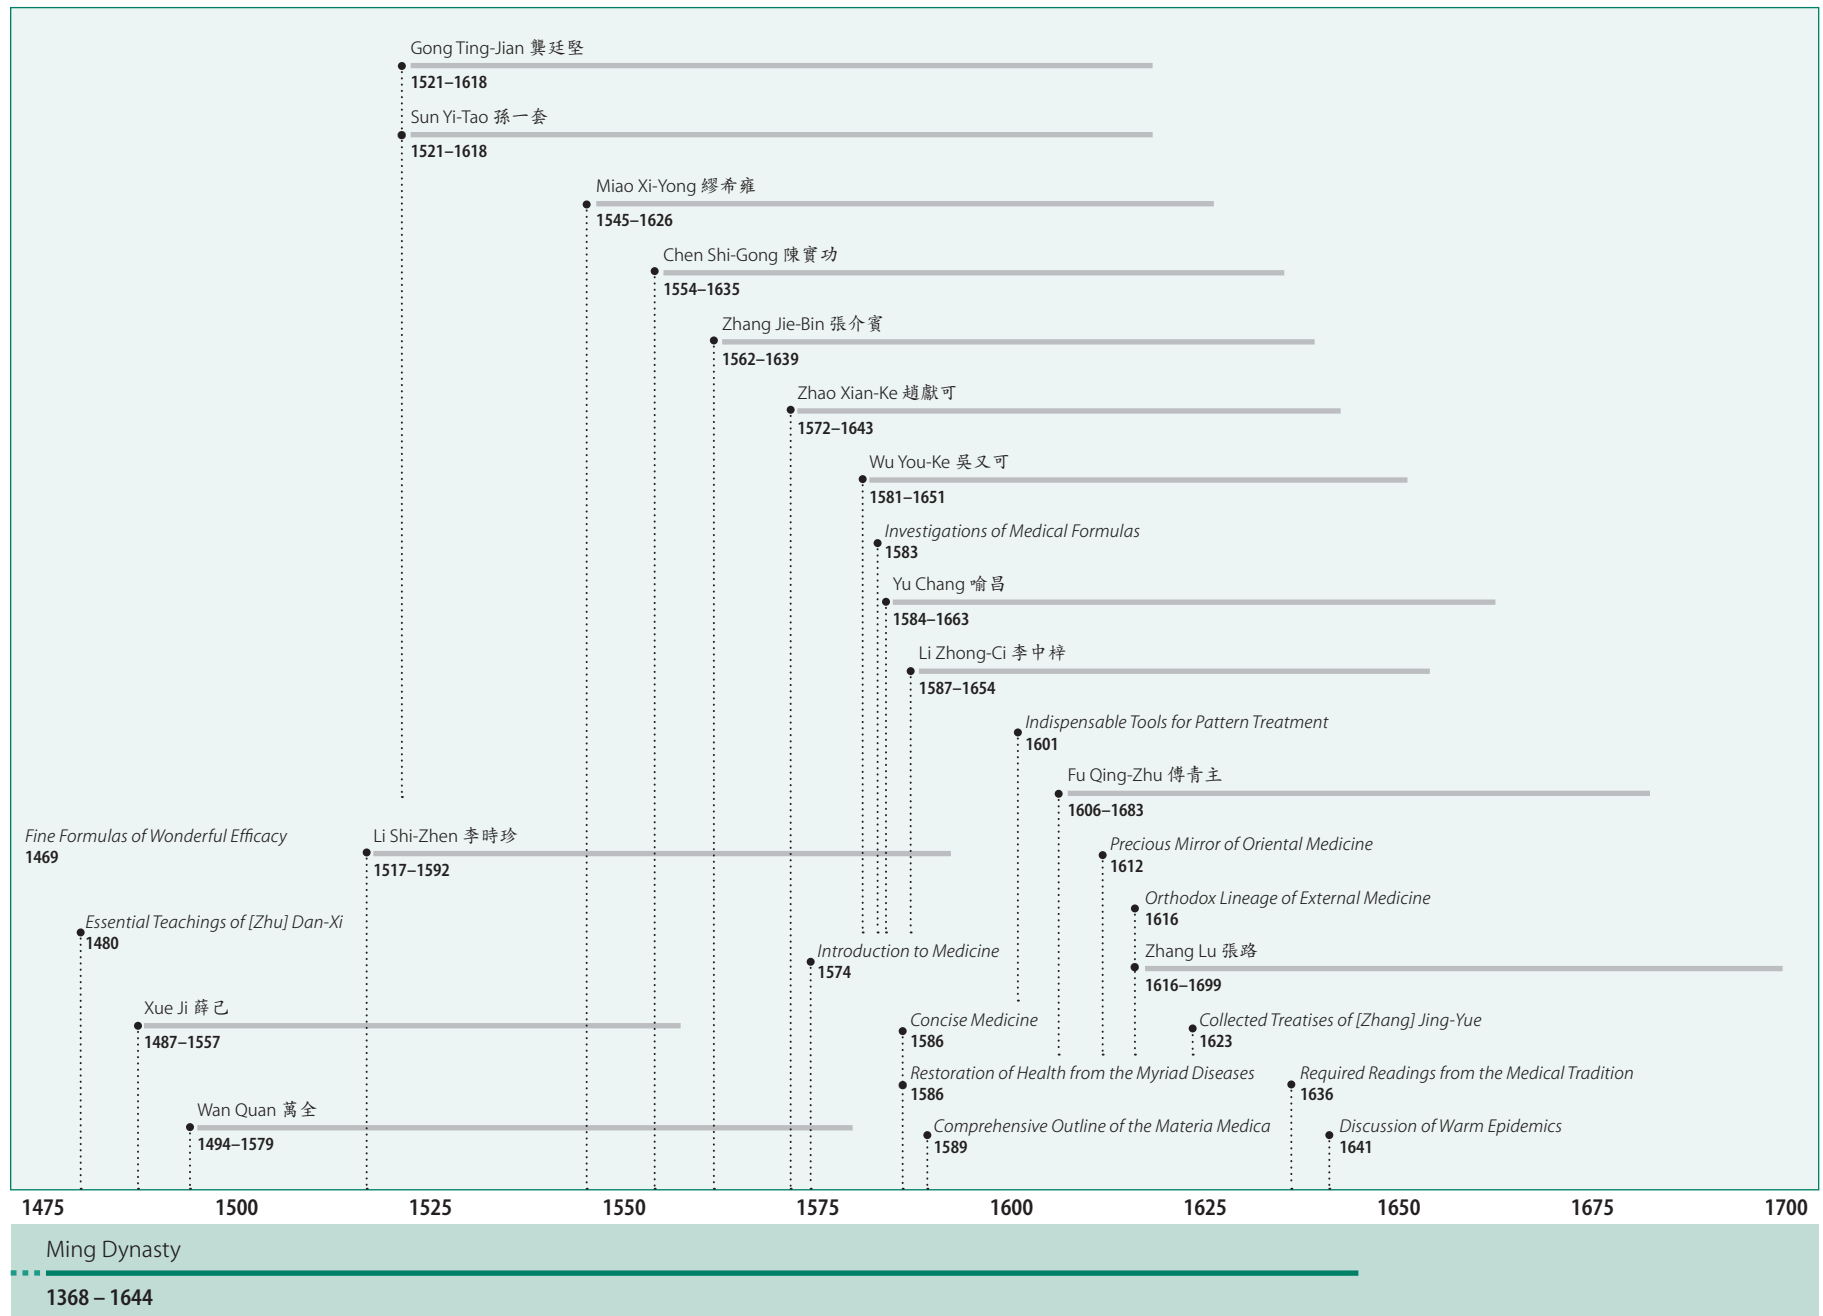 Gong Ting-Jian 龔廷堅
1521–1618
Sun Yi-Tao 孫一套
1521–1618
Miao Xi-Yong 繆希雍
1545–1626
Chen Shi-Gong 陳實功
1554–1635
Zhang Jie-Bin 張介賓
1562–1639
Zhao Xian-Ke 趙獻可
1572–1643
Wu You-Ke 吳又可
1581–1651
Investigations of Medical Formulas
1583
Yu Chang 喻昌
1584–1663
Li Zhong-Ci 李中梓
1587–1654
Indispensable Tools for Pattern Treatment
1601
Fu Qing-Zhu 傅青主
1606–1683
Fine Formulas of Wonderful Efficacy
1469
Li Shi-Zhen 李時珍
1517–1592
Precious Mirror of Oriental Medicine
1612
Orthodox Lineage of External Medicine
1616
Essential Teachings of [Zhu] Dan-Xi
1480
Introduction to Medicine
1574
Zhang Lu 張路
1616–1699
Xue Ji 薛己
1487–1557
Concise Medicine
1586
Collected Treatises of [Zhang] Jing-Yue
1623
Restoration of Health from the Myriad Diseases
1586
Required Readings from the Medical Tradition
1636
Wan Quan 萬全
1494–1579
Comprehensive Outline of the Materia Medica
1589
Discussion of Warm Epidemics
1641
1475 1500 1525 1550 1575 1600 1625 1650 1675 1700
Ming Dynasty
1368 – 1644